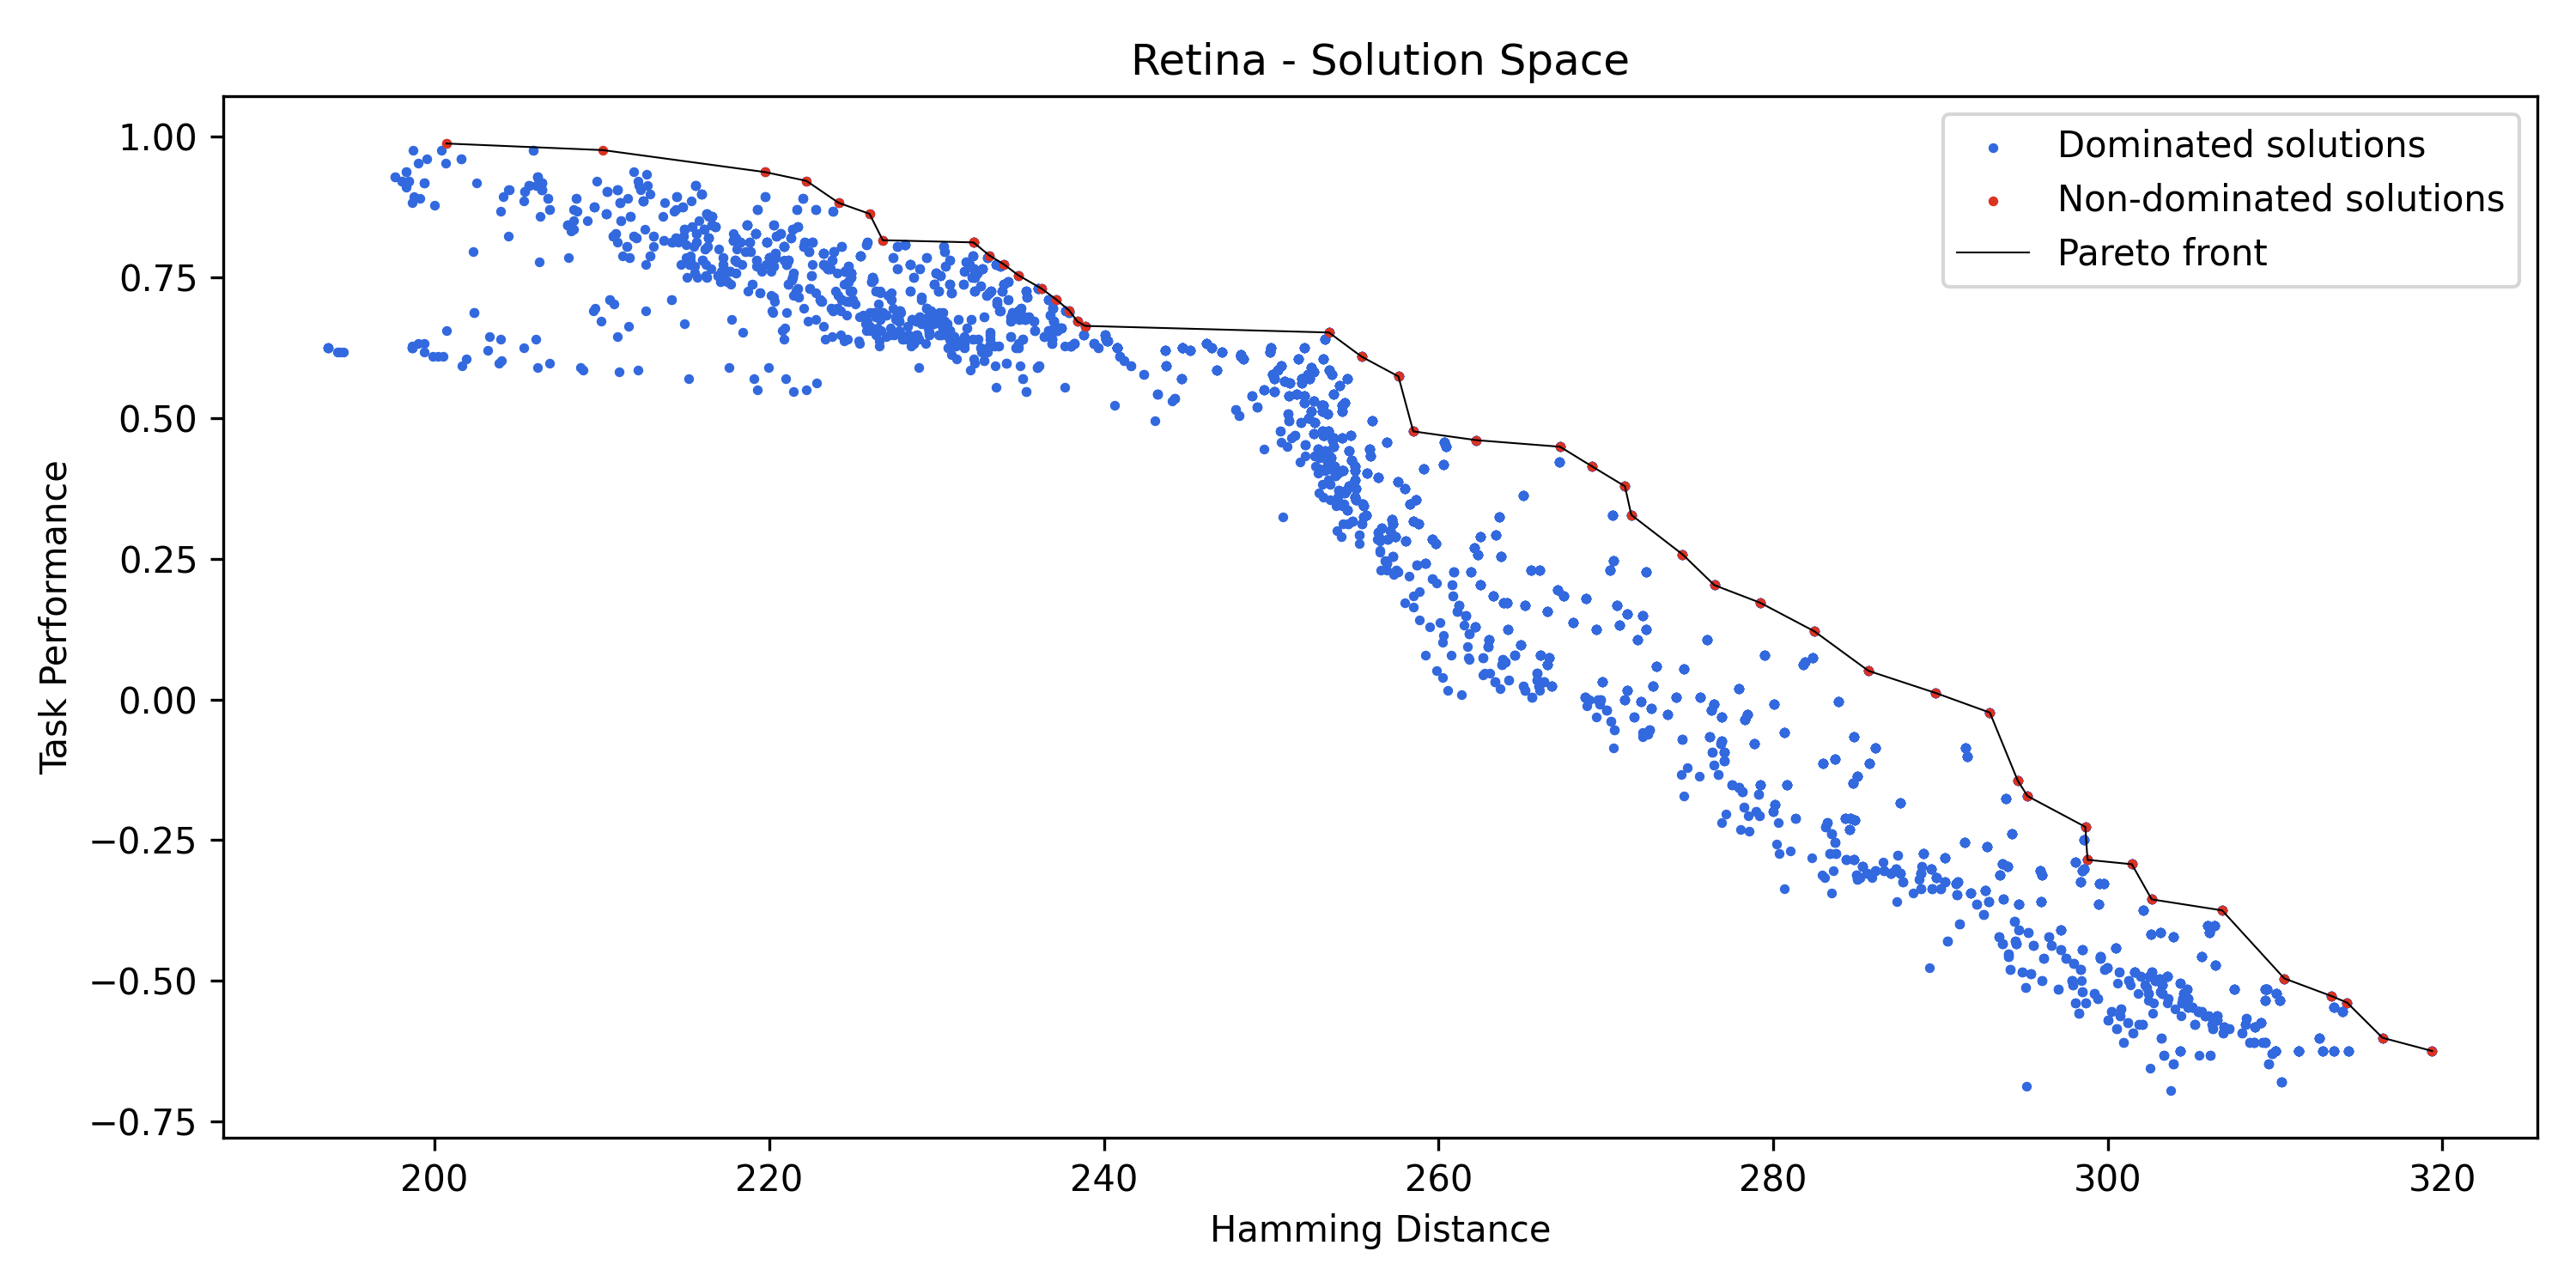 Retina - Solution Space
Dominated solutions
Non-dominated solutions
Pareto front
Task Performance
1.00
0.75
0.50
0.25
0.00
−0.25
−0.50
−0.75
200 220 240 260 280 300 320
Hamming Distance